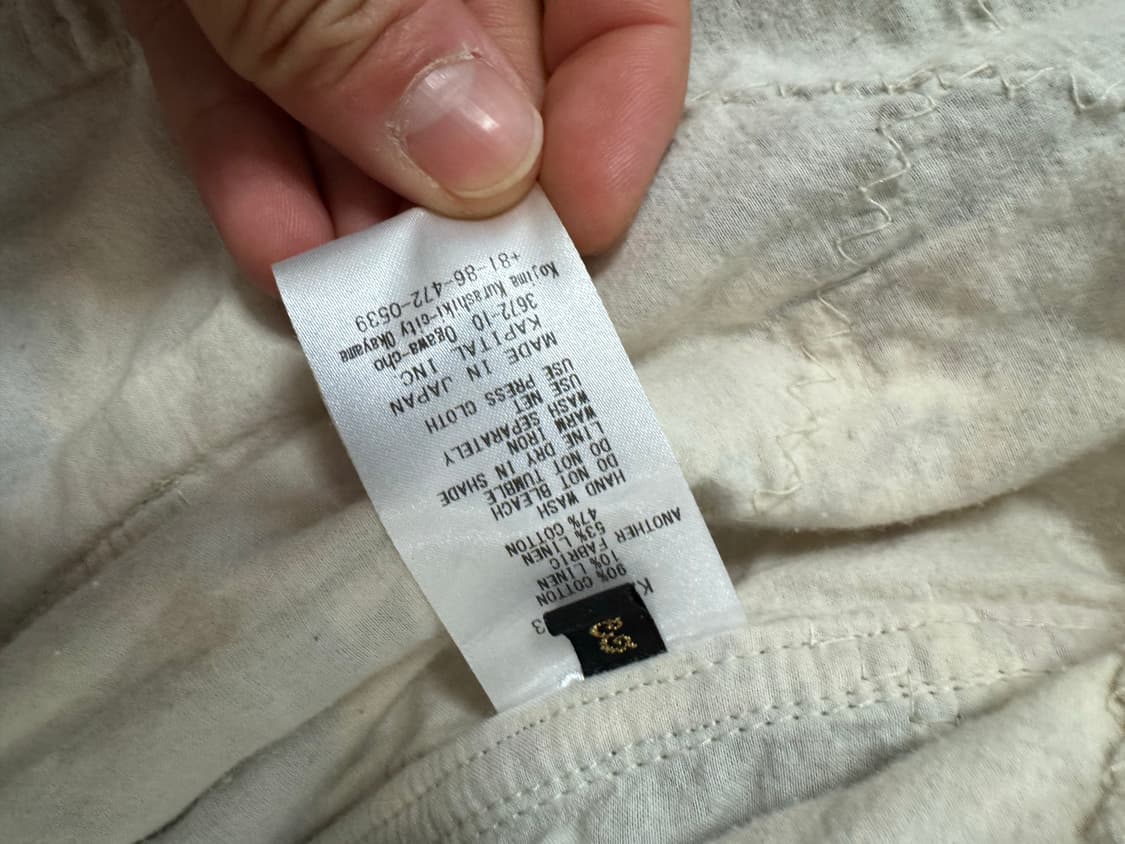 3
90% COTTON
10% LINEN
ANOTHER FABRIC
53% LINEN
47% COTTON
HAND WASH
DO NOT BLEACH
DO NOT TUMBLE
LINE DRY IN SHADE
WARM IRON
WASH SEPARATELY
USE NET
USE PRESS CLOTH
MADE IN JAPAN
KAPITAL INC
3672-10 Ogawa-cho
Kojima Kurashiki-city Okayama
+81-86-472-0539